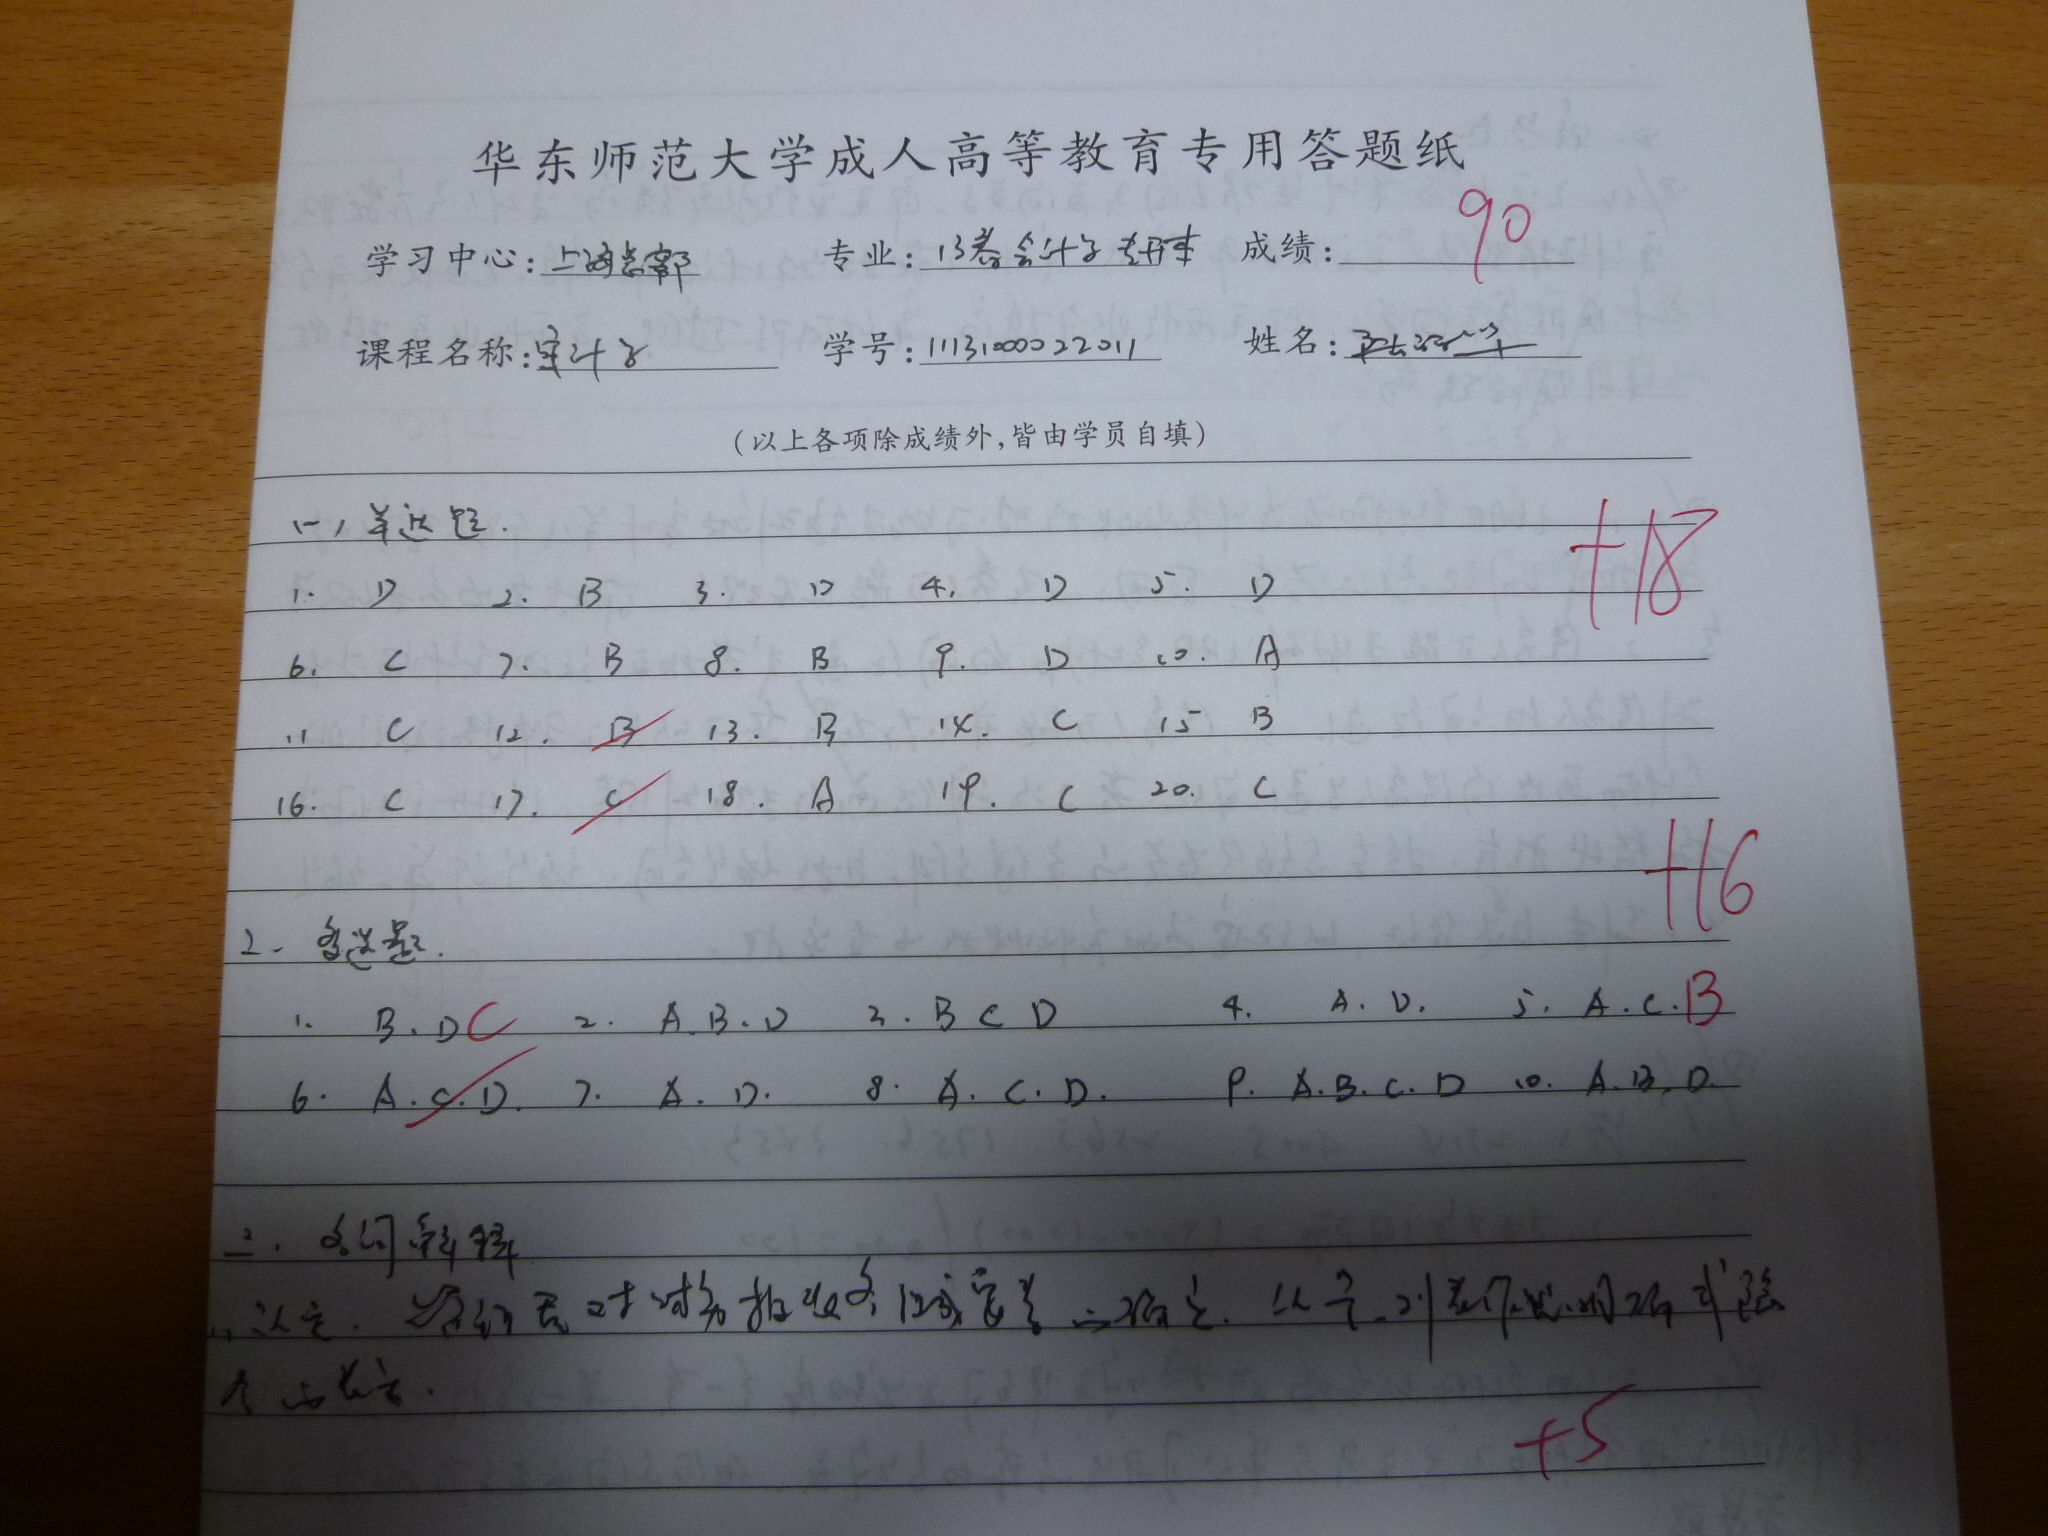 华东师范大学成人高等教育专用答题纸
学习中心:上海总部 专业:13春会计学专升本 成绩: 90
课程名称:审计学 学号:11131000022011 姓名:
(以上各项除成绩外,皆由学员自填)
(一)单选题. +18
1. D 2. B 3. D 4. D 5. D
6. C 7. B 8. B 9. D 10. A
11 C 12. B 13. B 14. C 15 B
16. C 17. C 18. A 19. C 20. C
+16
2. 多选题.
1. B.D C 2. A.B.D 3. B C D 4. A.D. 5. A.C.B
6. A.C.D. 7. A.D. 8. A.C.D. 9. A.B.C.D 10. A.B.D.
三.名词解释
1.认定.
+5